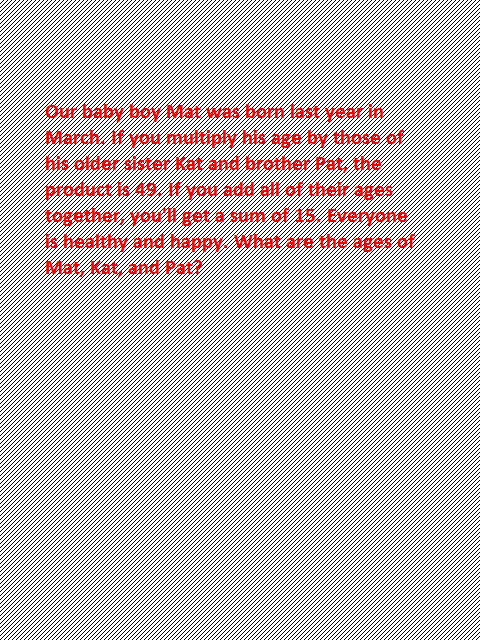 Our baby boy Mat was born last year in
March. If you multiply his age by those of
his older sister Kat and brother Pat, the
product is 49. If you add all of their ages
together, you'll get a sum of 15. Everyone
is healthy and happy. What are the ages of
Mat, Kat, and Pat?